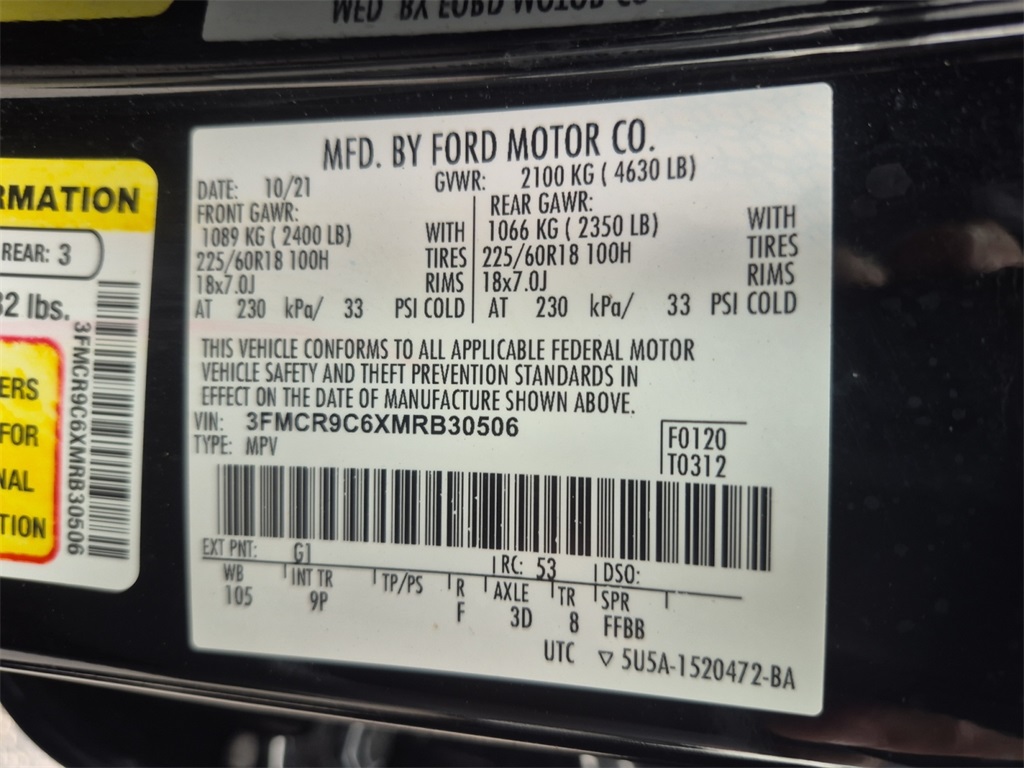 MFD. BY FORD MOTOR CO.
DATE: 10/21 GVWR: 2100 KG ( 4630 LB)
FRONT GAWR: REAR GAWR:
1089 KG ( 2400 LB) WITH 1066 KG ( 2350 LB) WITH
225/60R18 100H TIRES 225/60R18 100H TIRES
18x7.0J RIMS 18x7.0J RIMS
AT 230 kPa/ 33 PSI COLD AT 230 kPa/ 33 PSI COLD
THIS VEHICLE CONFORMS TO ALL APPLICABLE FEDERAL MOTOR
VEHICLE SAFETY AND THEFT PREVENTION STANDARDS IN
EFFECT ON THE DATE OF MANUFACTURE SHOWN ABOVE.
VIN: 3FMCR9C6XMRB30506
TYPE: MPV
F0120
T0312
EXT PNT: G1 RC: 53 DSO:
WB INT TR TP/PS R AXLE TR SPR
105 9P F 3D 8 FFBB
UTC ▽ 5U5A-1520472-BA
RMATION
REAR: 3
32 lbs.
3FMCR9C6XMRB30506
ERS
FOR
NAL
TION